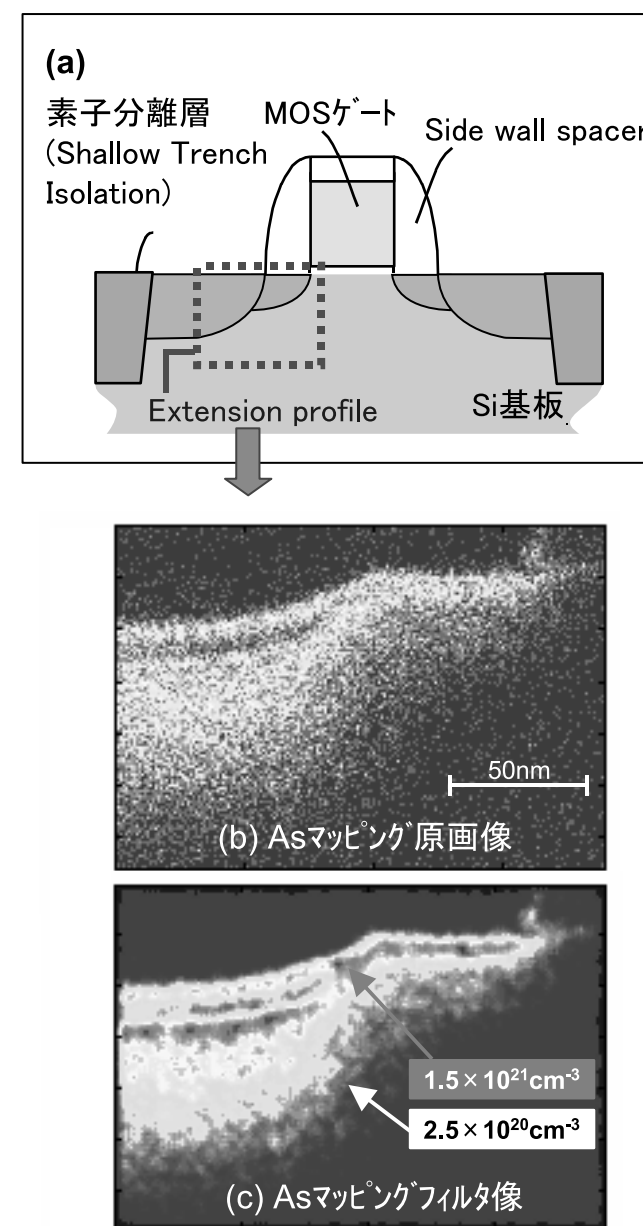 (a)
素子分離層
(Shallow Trench
Isolation)
MOSゲート
Side wall spacer
Extension profile
Si基板
50nm
(b) Asマッピング原画像
1.5×10²¹cm⁻³
2.5×10²⁰cm⁻³
(c) Asマッピングフィルタ像